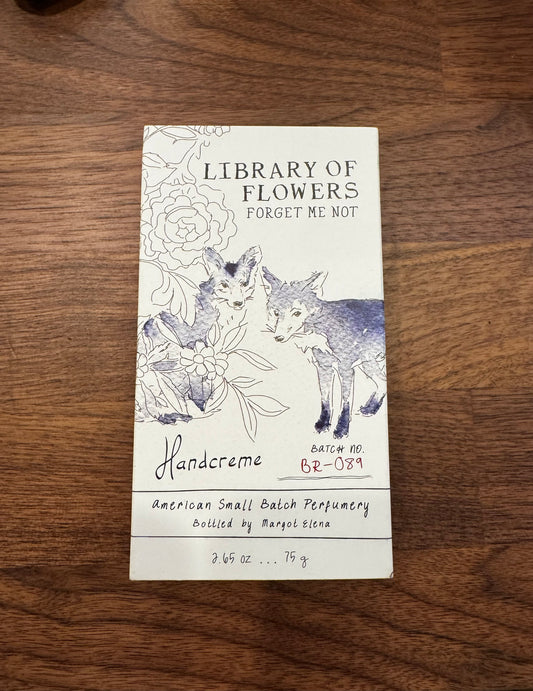 LIBRARY OF
FLOWERS
FORGET ME NOT
Handcreme
BATCH NO.
BR-089
American Small Batch Perfumery
Bottled by Margot Elena
2.65 oz ... 75 g